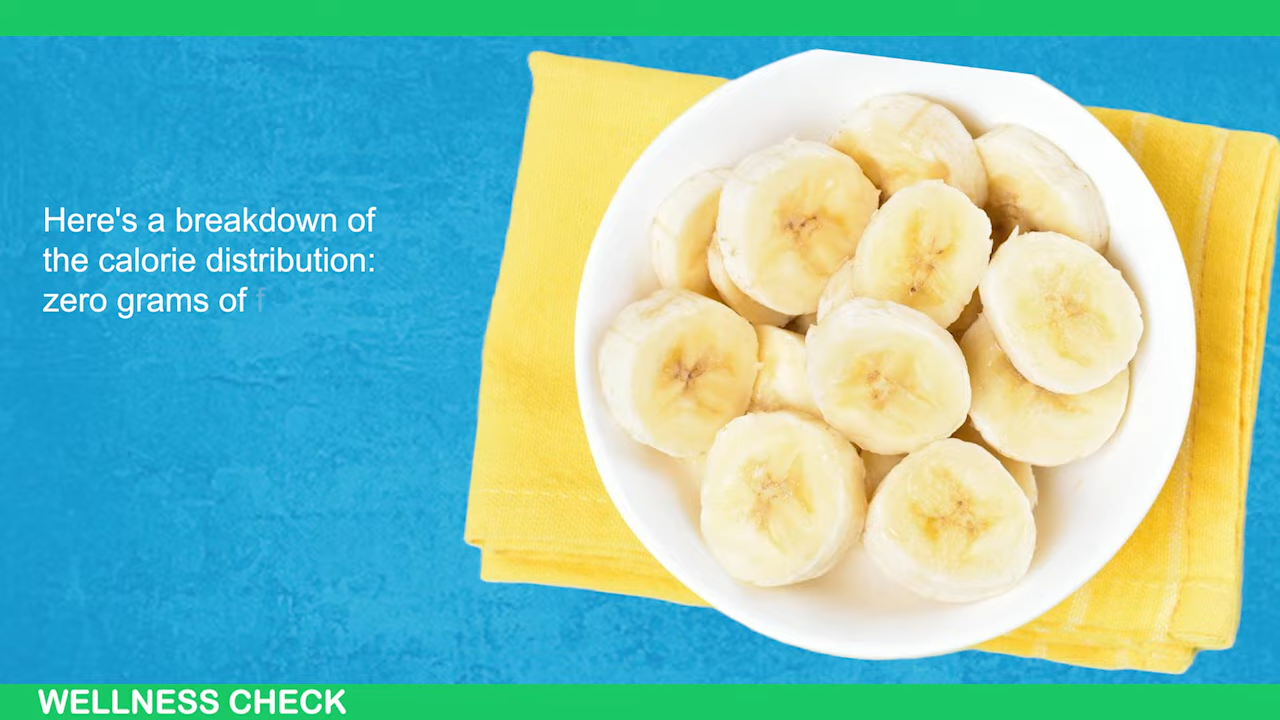 Here's a breakdown of
the calorie distribution:
zero grams of f
WELLNESS CHECK